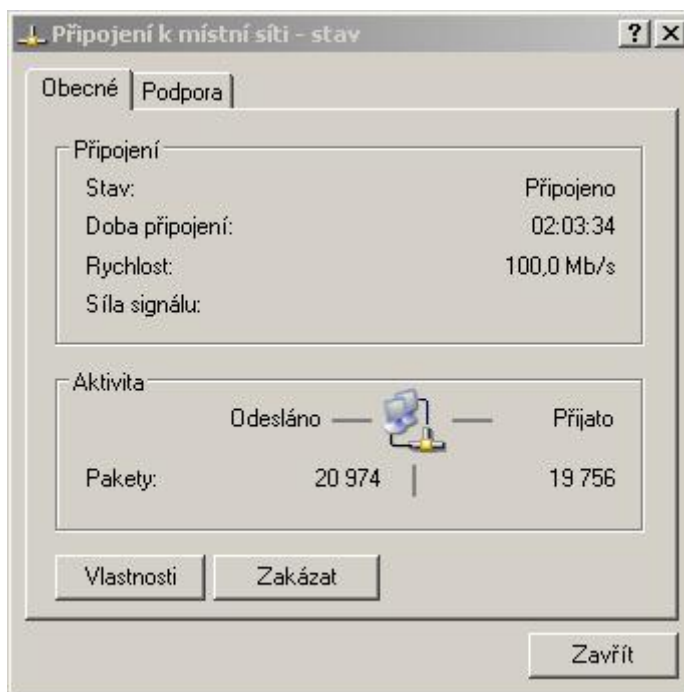 Připojení k místní síti - stav
Obecné Podpora
Připojení
Stav: Připojeno
Doba připojení: 02:03:34
Rychlost: 100,0 Mb/s
Síla signálu:
Aktivita
Odesláno Přijato
Pakety: 20 974 19 756
Vlastnosti Zakázat
Zavřít